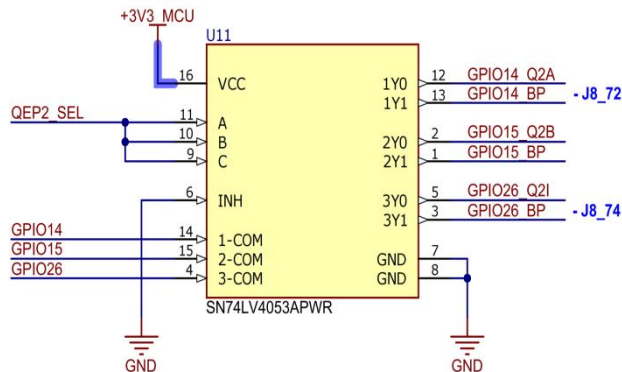 +3V3_MCU
U11
16 VCC 1Y0 12 GPIO14_Q2A
1Y1 13 GPIO14_BP - J8_72
QEP2_SEL 11 A
10 B 2Y0 2 GPIO15_Q2B
9 C 2Y1 1 GPIO15_BP
6 INH 3Y0 5 GPIO26_Q2I
3Y1 3 GPIO26_BP - J8_74
GPIO14 14 1-COM
GPIO15 15 2-COM GND 7
GPIO26 4 3-COM GND 8
SN74LV4053APWR
GND GND